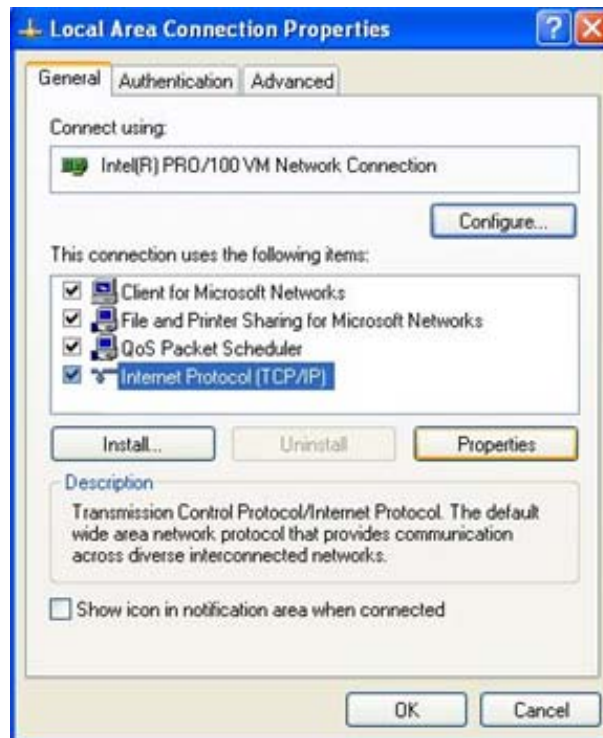 Local Area Connection Properties
General Authentication Advanced
Connect using:
Intel(R) PRO/100 VM Network Connection
Configure...
This connection uses the following items:
Client for Microsoft Networks
File and Printer Sharing for Microsoft Networks
QoS Packet Scheduler
Internet Protocol (TCP/IP)
Install... Uninstall Properties
Description
Transmission Control Protocol/Internet Protocol. The default
wide area network protocol that provides communication
across diverse interconnected networks.
Show icon in notification area when connected
OK Cancel